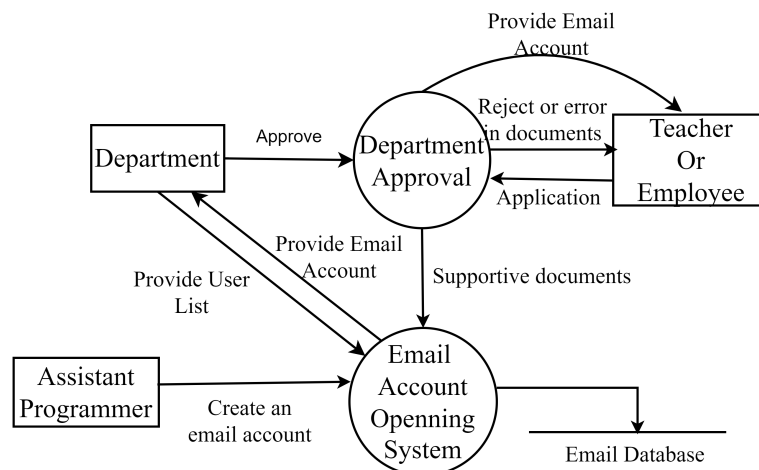 Provide Email
Account
Approve
Department
Department
Approval
Reject or error
in documents
Teacher
Or
Employee
Application
Provide Email
Account
Provide User
List
Supportive documents
Assistant
Programmer
Create an
email account
Email
Account
Openning
System
Email Database